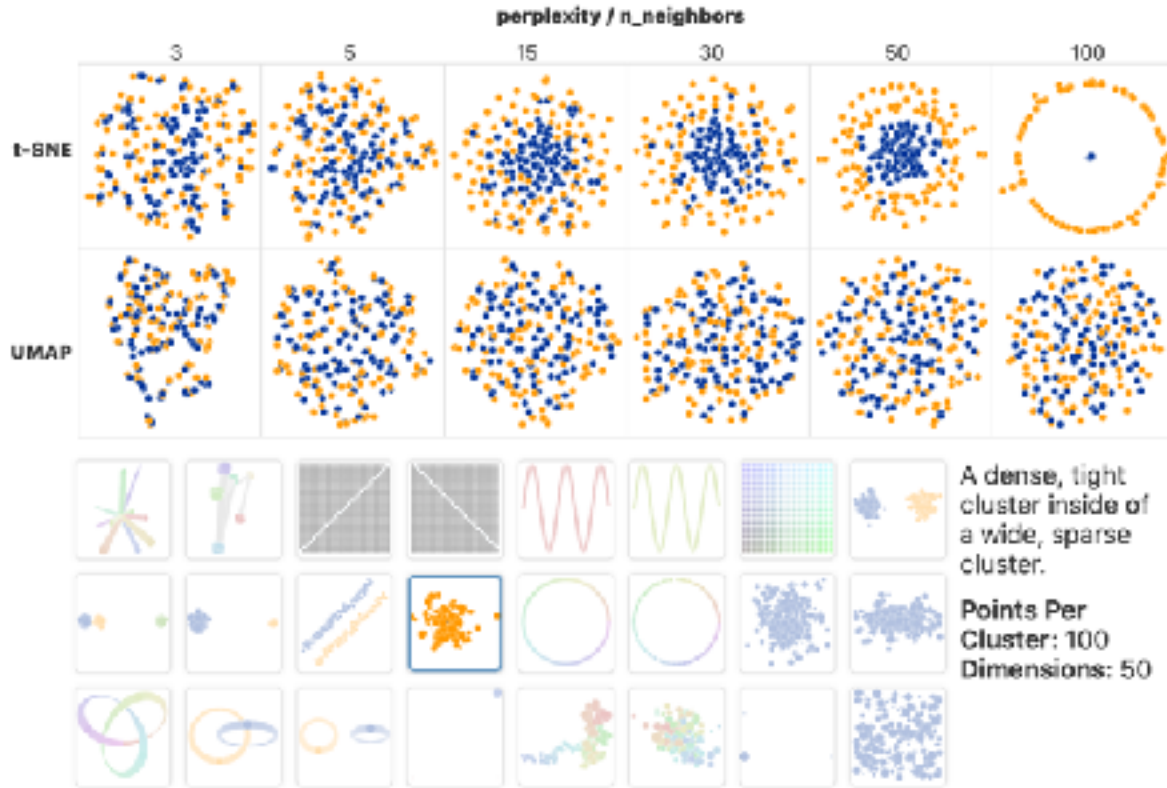 perplexity / n_neighbors
3 5 15 30 50 100
t-SNE
UMAP
A dense, tight
cluster inside of
a wide, sparse
cluster.
Points Per
Cluster: 100
Dimensions: 50